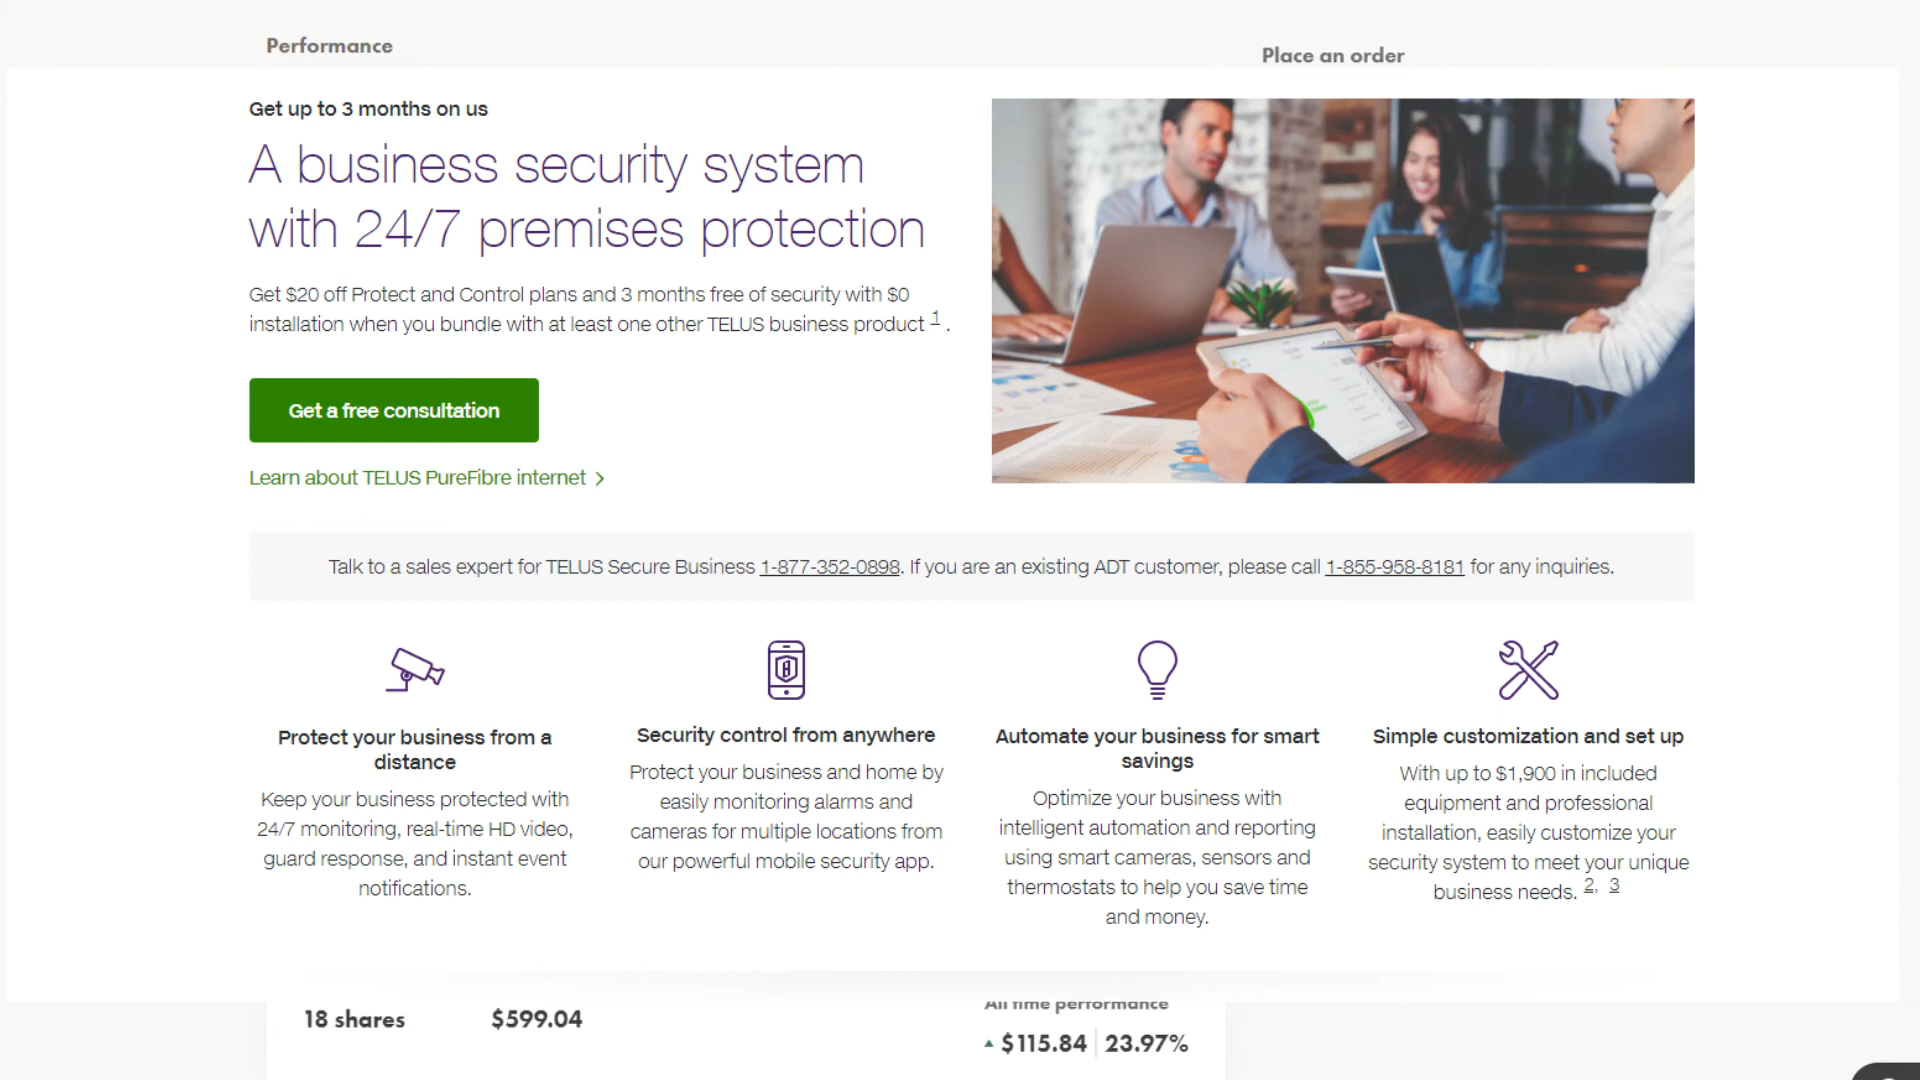 Performance
Place an order
Get up to 3 months on us
A business security system
with 24/7 premises protection
Get $20 off Protect and Control plans and 3 months free of security with $0
installation when you bundle with at least one other TELUS business product 1 .
Get a free consultation
Learn about TELUS PureFibre internet >
Talk to a sales expert for TELUS Secure Business 1-877-352-0898. If you are an existing ADT customer, please call 1-855-958-8181 for any inquiries.
Protect your business from a
distance
Keep your business protected with
24/7 monitoring, real-time HD video,
guard response, and instant event
notifications.
Security control from anywhere
Protect your business and home by
easily monitoring alarms and
cameras for multiple locations from
our powerful mobile security app.
Automate your business for smart
savings
Optimize your business with
intelligent automation and reporting
using smart cameras, sensors and
thermostats to help you save time
and money.
Simple customization and set up
With up to $1,900 in included
equipment and professional
installation, easily customize your
security system to meet your unique
business needs. 2, 3
18 shares
$599.04
All time performance
$115.84 | 23.97%